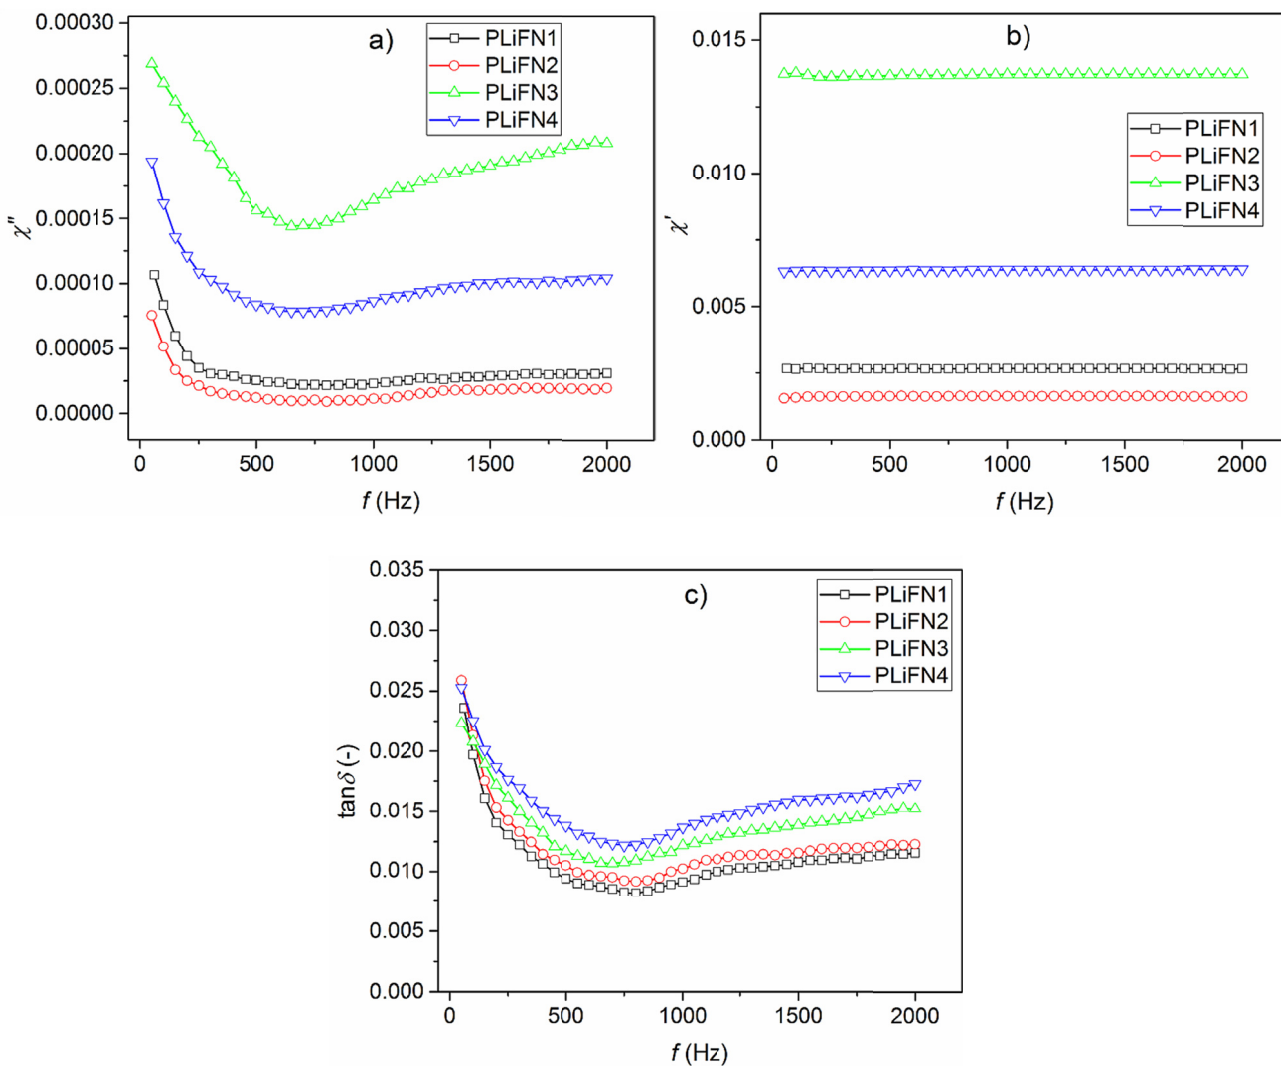 a)
PLiFN1
PLiFN2
PLiFN3
PLiFN4
0.00030
0.00025
0.00020
0.00015
0.00010
0.00005
0.00000
χ″
0 500 1000 1500 2000
f (Hz)
b)
PLiFN1
PLiFN2
PLiFN3
PLiFN4
0.015
0.010
0.005
0.000
χ′
0 500 1000 1500 2000
f (Hz)
c)
PLiFN1
PLiFN2
PLiFN3
PLiFN4
0.035
0.030
0.025
0.020
0.015
0.010
0.005
0.000
tanδ (-)
0 500 1000 1500 2000
f (Hz)